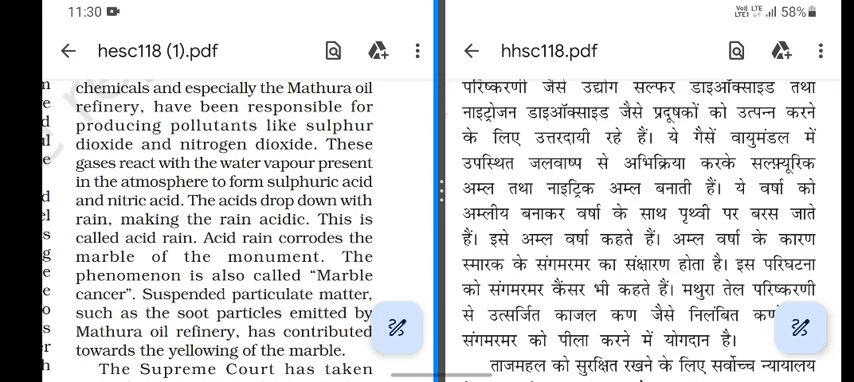 11:30
Vo)) LTE
LTE1 58%
hesc118 (1).pdf
chemicals and especially the Mathura oil
refinery, have been responsible for
producing pollutants like sulphur
dioxide and nitrogen dioxide. These
gases react with the water vapour present
in the atmosphere to form sulphuric acid
and nitric acid. The acids drop down with
rain, making the rain acidic. This is
called acid rain. Acid rain corrodes the
marble of the monument. The
phenomenon is also called “Marble
cancer”. Suspended particulate matter,
such as the soot particles emitted by
Mathura oil refinery, has contributed
towards the yellowing of the marble.
The Supreme Court has taken
hhsc118.pdf
परिष्करणी जैसे उद्योग सल्फर डाइऑक्साइड तथा
नाइट्रोजन डाइऑक्साइड जैसे प्रदूषकों को उत्पन्न करने
के लिए उत्तरदायी रहे हैं। ये गैसें वायुमंडल में
उपस्थित जलवाष्प से अभिक्रिया करके सल्फ़्यूरिक
अम्ल तथा नाइट्रिक अम्ल बनाती हैं। ये वर्षा को
अम्लीय बनाकर वर्षा के साथ पृथ्वी पर बरस जाते
हैं। इसे अम्ल वर्षा कहते हैं। अम्ल वर्षा के कारण
स्मारक के संगमरमर का संक्षारण होता है। इस परिघटना
को संगमरमर कैंसर भी कहते हैं। मथुरा तेल परिष्करणी
से उत्सर्जित काजल कण जैसे निलंबित
संगमरमर को पीला करने में योगदान है।
ताजमहल को सुरक्षित रखने के लिए सर्वोच्च न्यायालय